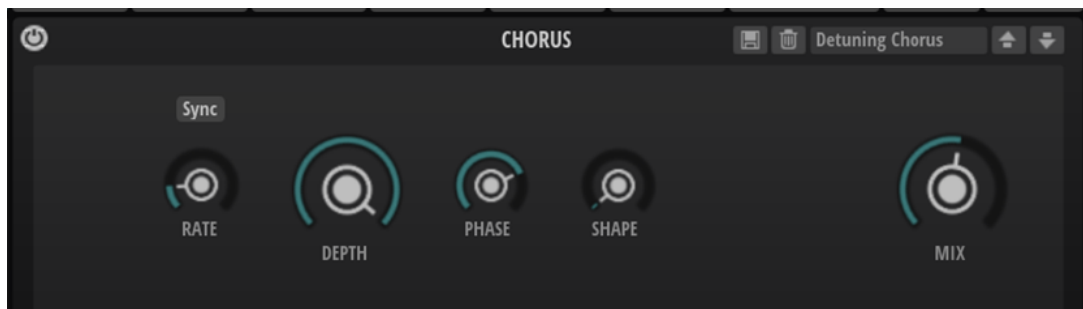 CHORUS
Detuning Chorus
Sync
RATE
DEPTH
PHASE
SHAPE
MIX